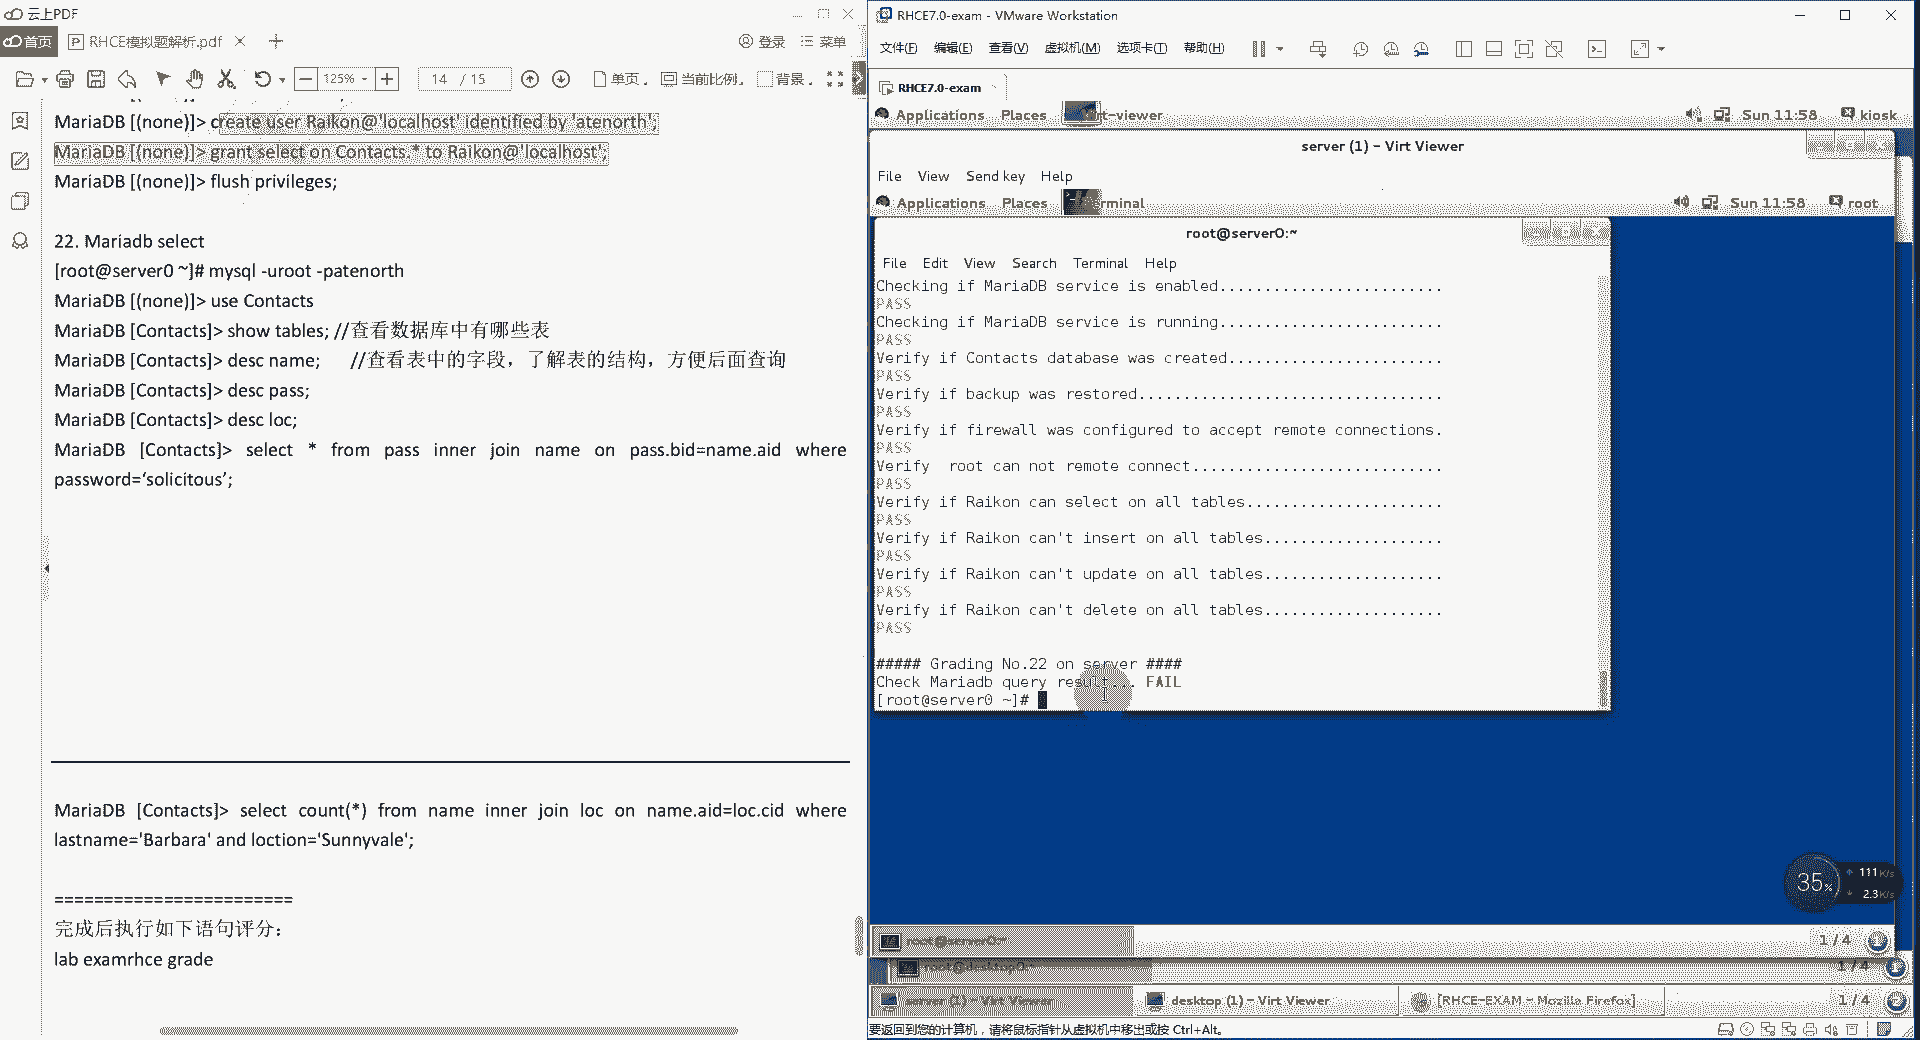 云上PDF
首页
RHCE模拟题解析.pdf
登录
菜单
125%
14 / 15
单页
当前比例
背景
MariaDB [(none)]> create user Raikon@'localhost' identified by 'atenorth';
MariaDB [(none)]> grant select on Contacts.* to Raikon@'localhost';
MariaDB [(none)]> flush privileges;
22. Mariadb select
[root@server0 ~]# mysql -uroot -patenorth
MariaDB [(none)]> use Contacts
MariaDB [Contacts]> show tables; //查看数据库中有哪些表
MariaDB [Contacts]> desc name; //查看表中的字段，了解表的结构，方便后面查询
MariaDB [Contacts]> desc pass;
MariaDB [Contacts]> desc loc;
MariaDB [Contacts]> select * from pass inner join name on pass.bid=name.aid where
password=‘solicitous’;
MariaDB [Contacts]> select count(*) from name inner join loc on name.aid=loc.cid where
lastname='Barbara' and loction='Sunnyvale';
========================
完成后执行如下语句评分：
lab examrhce grade
RHCE7.0-exam - VMware Workstation
文件(F) 编辑(E) 查看(V) 虚拟机(M) 选项卡(T) 帮助(H)
RHCE7.0-exam
Applications Places virt-viewer Sun 11:58 kiosk
server (1) – Virt Viewer
File View Send key Help
Applications Places Terminal Sun 11:58 root
root@server0:~
File Edit View Search Terminal Help
Checking if MariaDB service is enabled.........................
PASS
Checking if MariaDB service is running.........................
PASS
Verify if Contacts database was created........................
PASS
Verify if backup was restored..................................
PASS
Verify if firewall was configured to accept remote connections.
PASS
Verify  root can not remote connect............................
PASS
Verify if Raikon can select on all tables......................
PASS
Verify if Raikon can't insert on all tables....................
PASS
Verify if Raikon can't update on all tables....................
PASS
Verify if Raikon can't delete on all tables....................
PASS
##### Grading No.22 on server ####
Check Mariadb query result... FAIL
[root@server0 ~]#
35%
111K/s
2.3K/s
root@server0:~
1 / 4
root@desktop0:~
1 / 4
server (1) – Virt Viewer
desktop (1) – Virt Viewer
[RHCE-EXAM – Mozilla Firefox]
1 / 4
要返回到您的计算机，请将鼠标指针从虚拟机中移出或按 Ctrl+Alt。